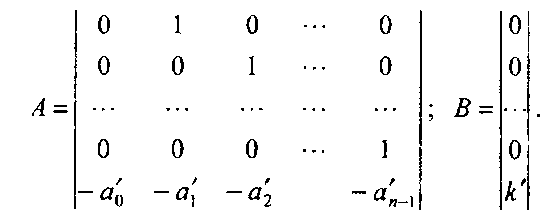 0 1 0 ⋯ 0 0
0 0 1 ⋯ 0 0
A= ⋯ ⋯ ⋯ ⋯ ⋯ ; B= ⋯ .
0 0 0 ⋯ 1 0
−a′₀ −a′₁ −a′₂ −a′ₙ₋₁ k′